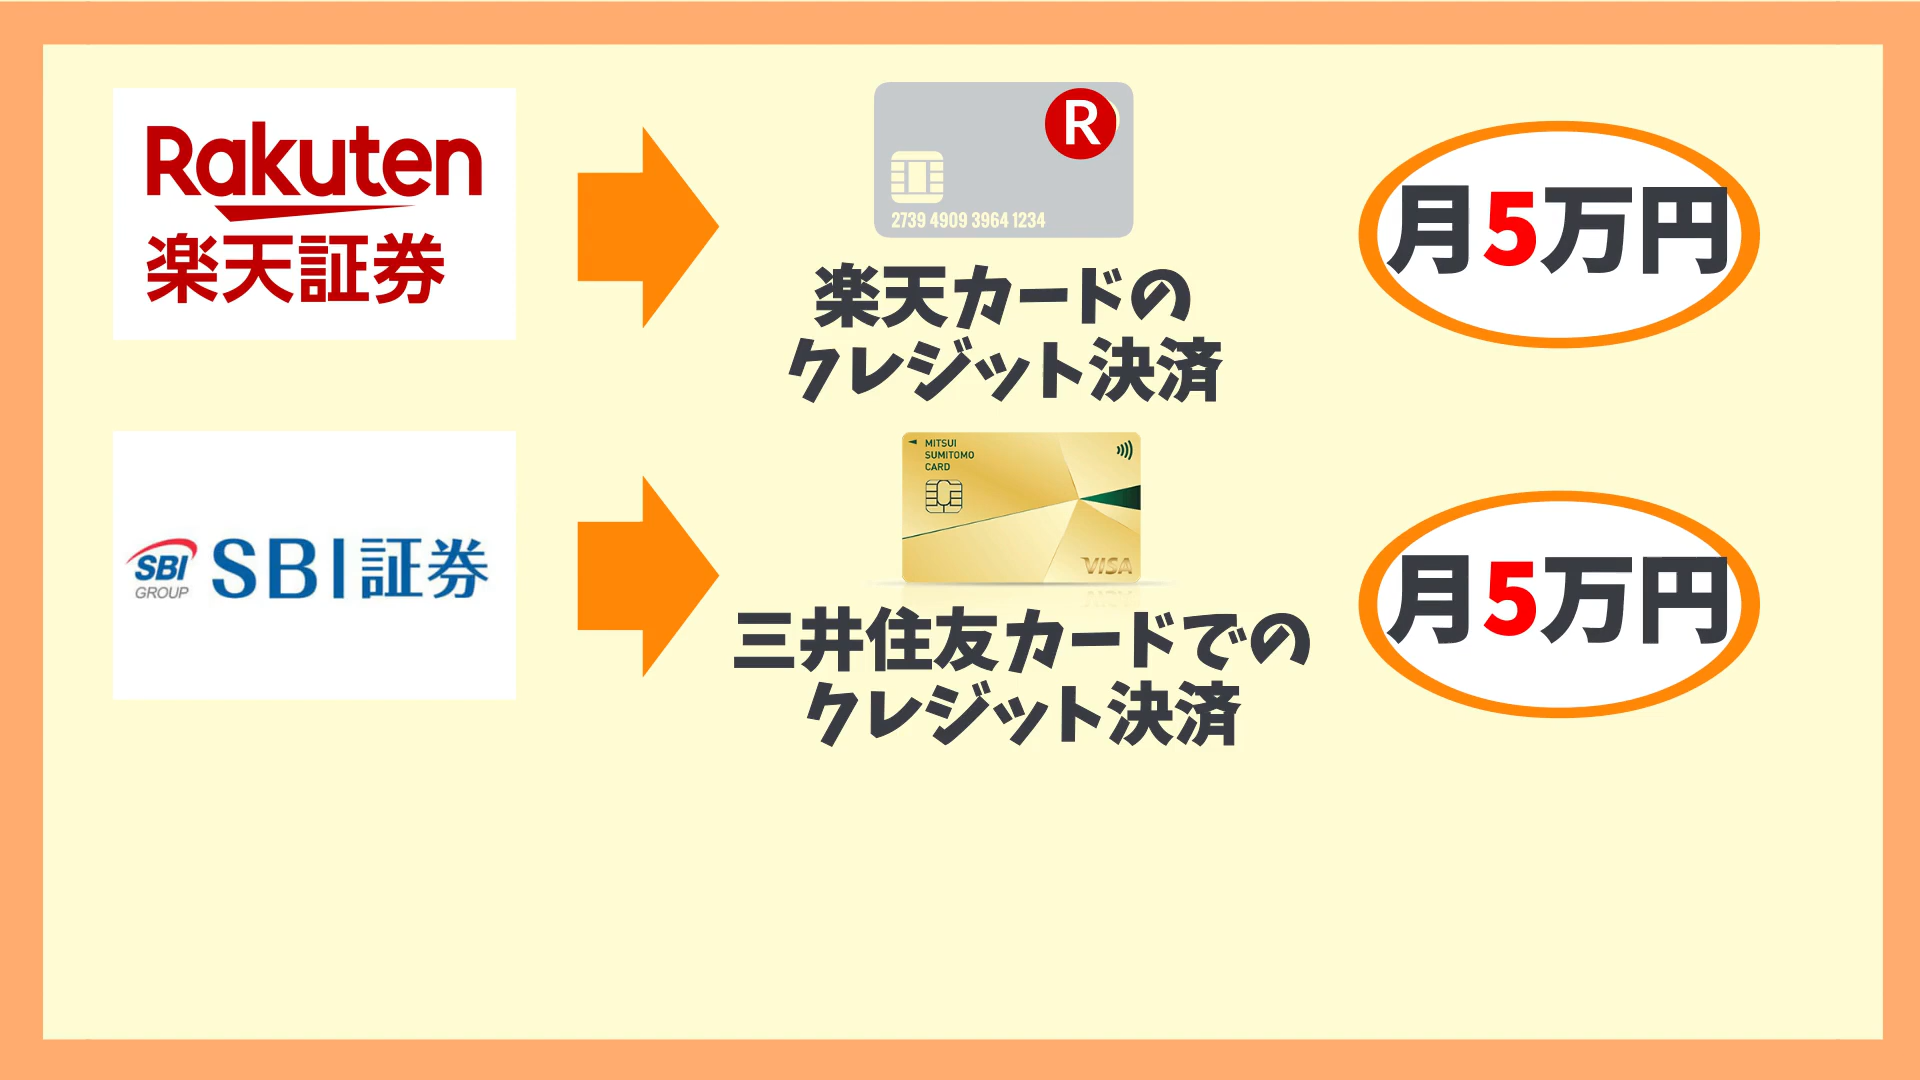 Rakuten
楽天証券
R
2739 4909 3964 1234
楽天カードの
クレジット決済
月5万円
SBI
GROUP
SBI証券
MITSUI
SUMITOMO
CARD
VISA
三井住友カードでの
クレジット決済
月5万円